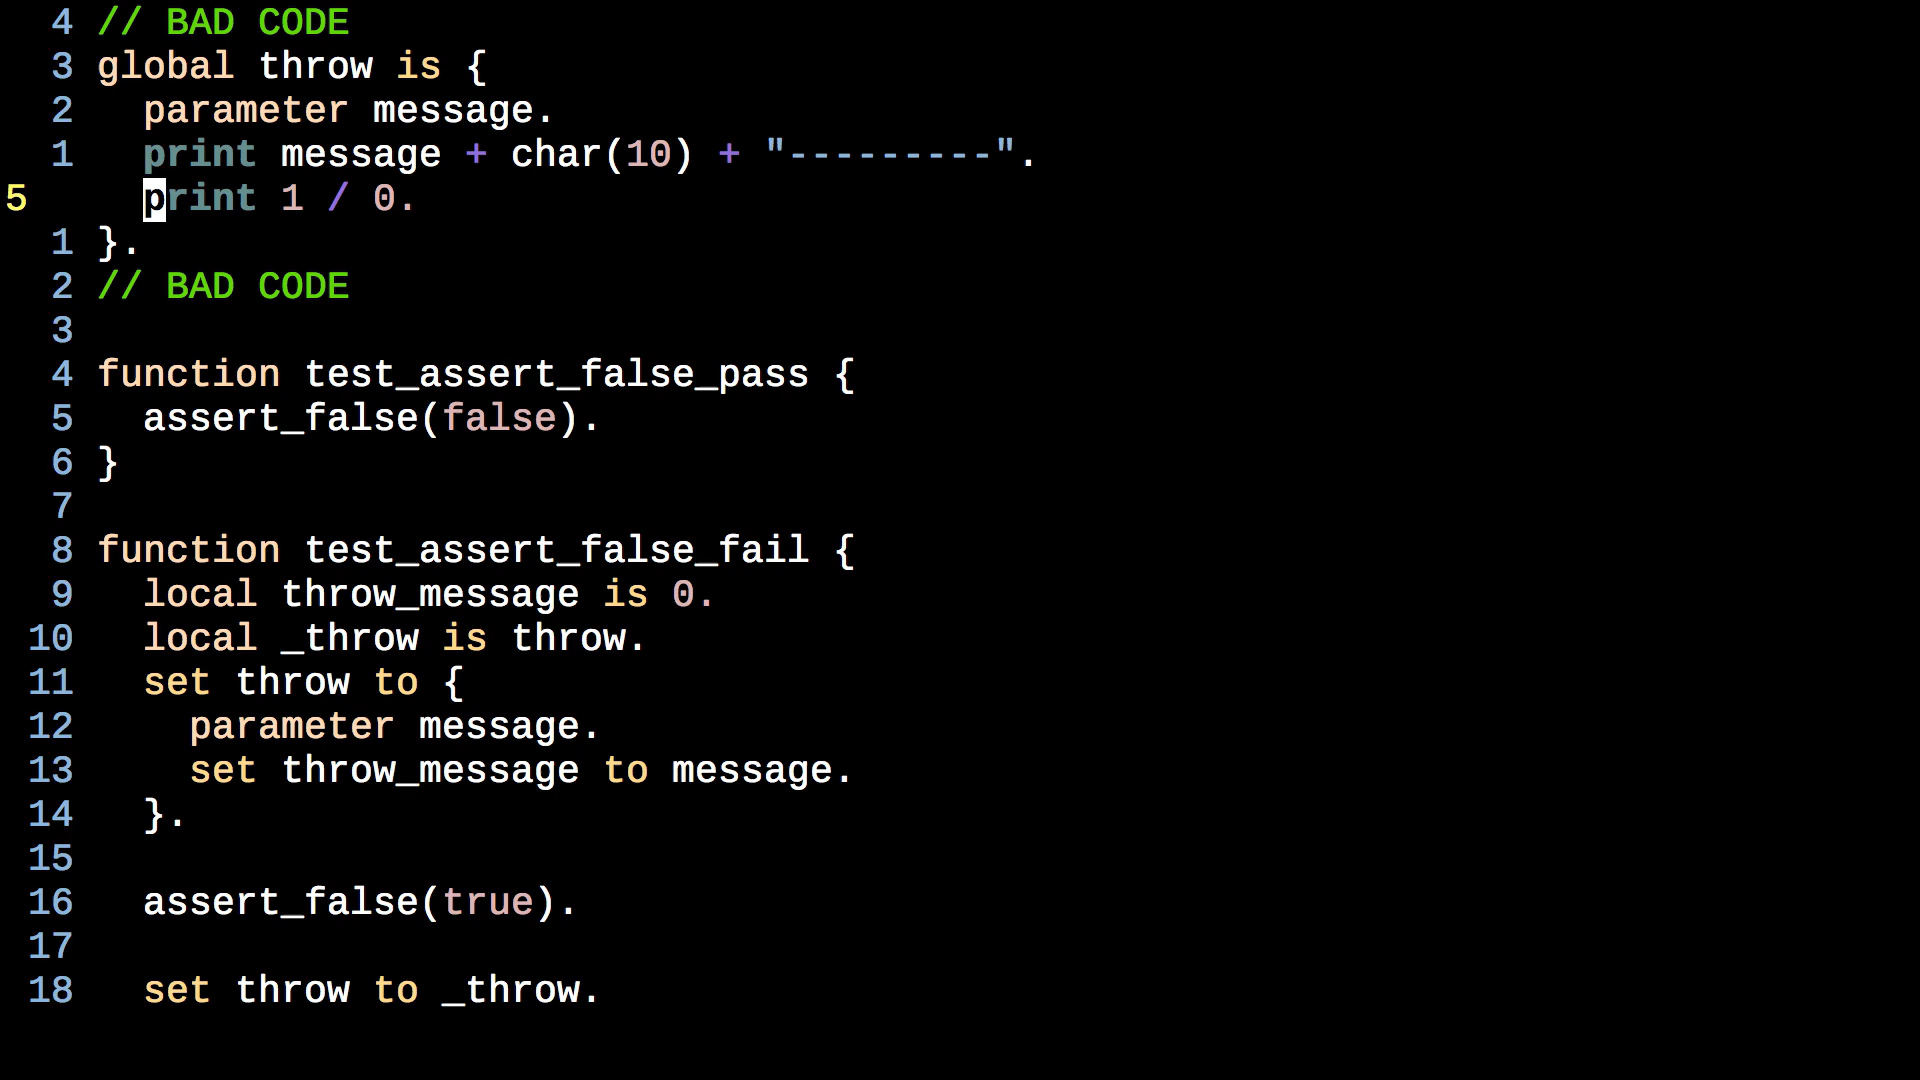 4 // BAD CODE
3 global throw is {
2   parameter message.
1   print message + char(10) + "---------".
5     print 1 / 0.
1 }.
2 // BAD CODE
3
4 function test_assert_false_pass {
5   assert_false(false).
6 }
7
8 function test_assert_false_fail {
9   local throw_message is 0.
10   local _throw is throw.
11   set throw to {
12     parameter message.
13     set throw_message to message.
14   }.
15
16   assert_false(true).
17
18   set throw to _throw.